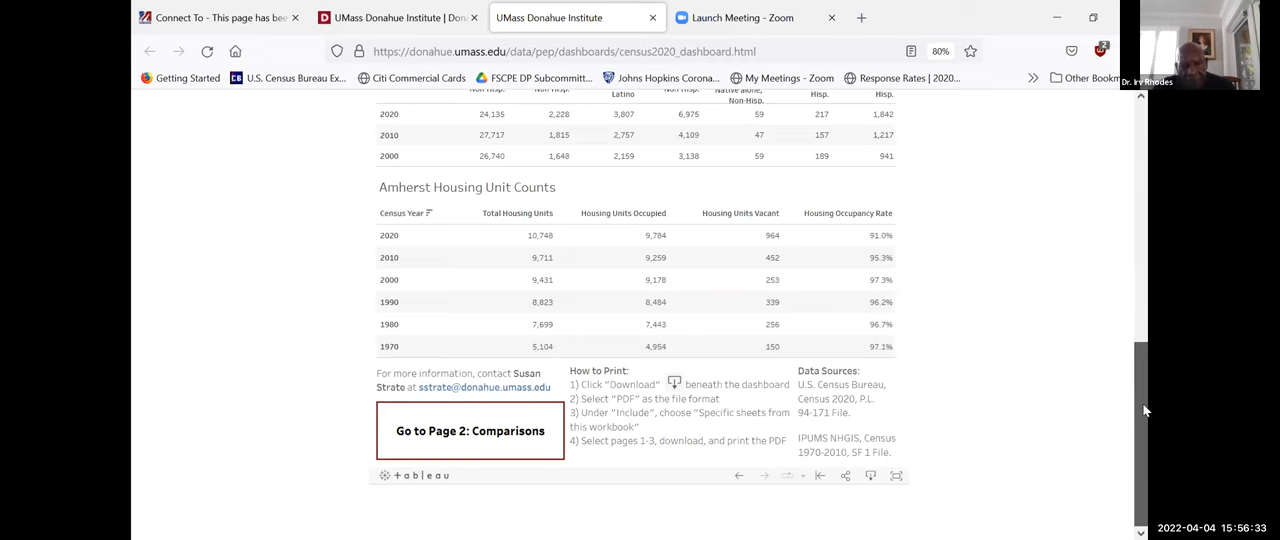 Connect To - This page has bee
UMass Donahue Institute | Don
UMass Donahue Institute
Launch Meeting - Zoom
https://donahue.umass.edu/data/pep/dashboards/census2020_dashboard.html
80%
2
Getting Started
U.S. Census Bureau Ex...
Citi Commercial Cards
FSCPE DP Subcommitt...
Johns Hopkins Corona...
My Meetings - Zoom
Response Rates | 2020...
Other Bookm
Dr. Irv Rhodes
Non Hisp. Non Hisp. Latino Non Hisp. Native alone, Non-Hisp. Hisp. Hisp.
2020 24,135 2,228 3,807 6,975 59 217 1,842
2010 27,717 1,815 2,757 4,109 47 157 1,217
2000 26,740 1,648 2,159 3,138 59 189 941
Amherst Housing Unit Counts
Census Year Total Housing Units Housing Units Occupied Housing Units Vacant Housing Occupancy Rate
2020 10,748 9,784 964 91.0%
2010 9,711 9,259 452 95.3%
2000 9,431 9,178 253 97.3%
1990 8,823 8,484 339 96.2%
1980 7,699 7,443 256 96.7%
1970 5,104 4,954 150 97.1%
For more information, contact Susan
Strate at sstrate@donahue.umass.edu
Go to Page 2: Comparisons
How to Print:
1) Click "Download" beneath the dashboard
2) Select "PDF" as the file format
3) Under "Include", choose "Specific sheets from
this workbook"
4) Select pages 1-3, download, and print the PDF
Data Sources:
U.S. Census Bureau,
Census 2020, P.L.
94-171 File.
IPUMS NHGIS, Census
1970-2010, SF 1 File.
+ a b l e a u
2022-04-04 15:56:33